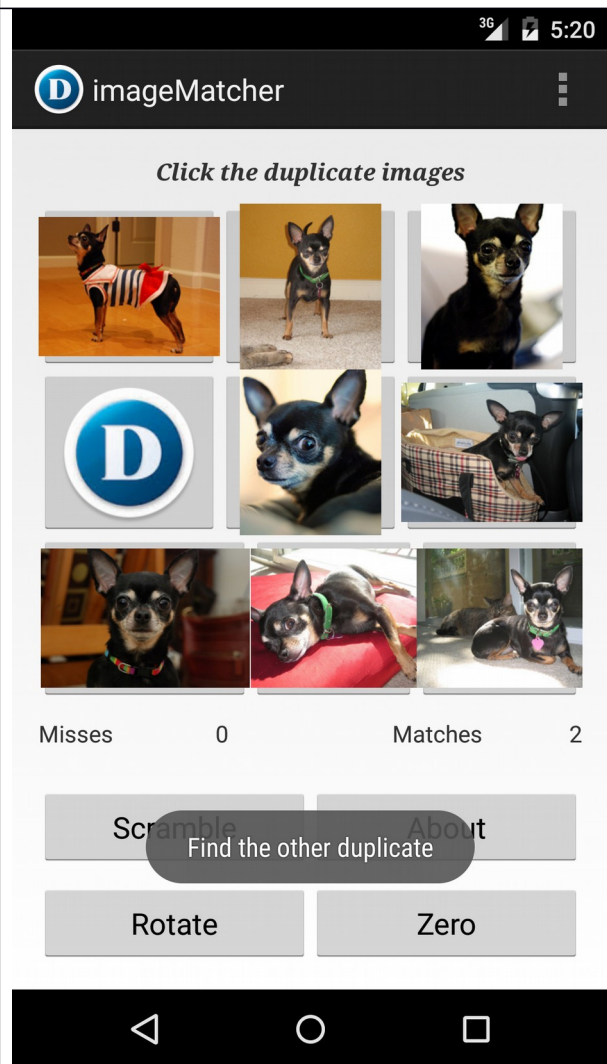 3G 5:20
D imageMatcher
Click the duplicate images
D
Misses 0 Matches 2
Scramble About
Find the other duplicate
Rotate Zero